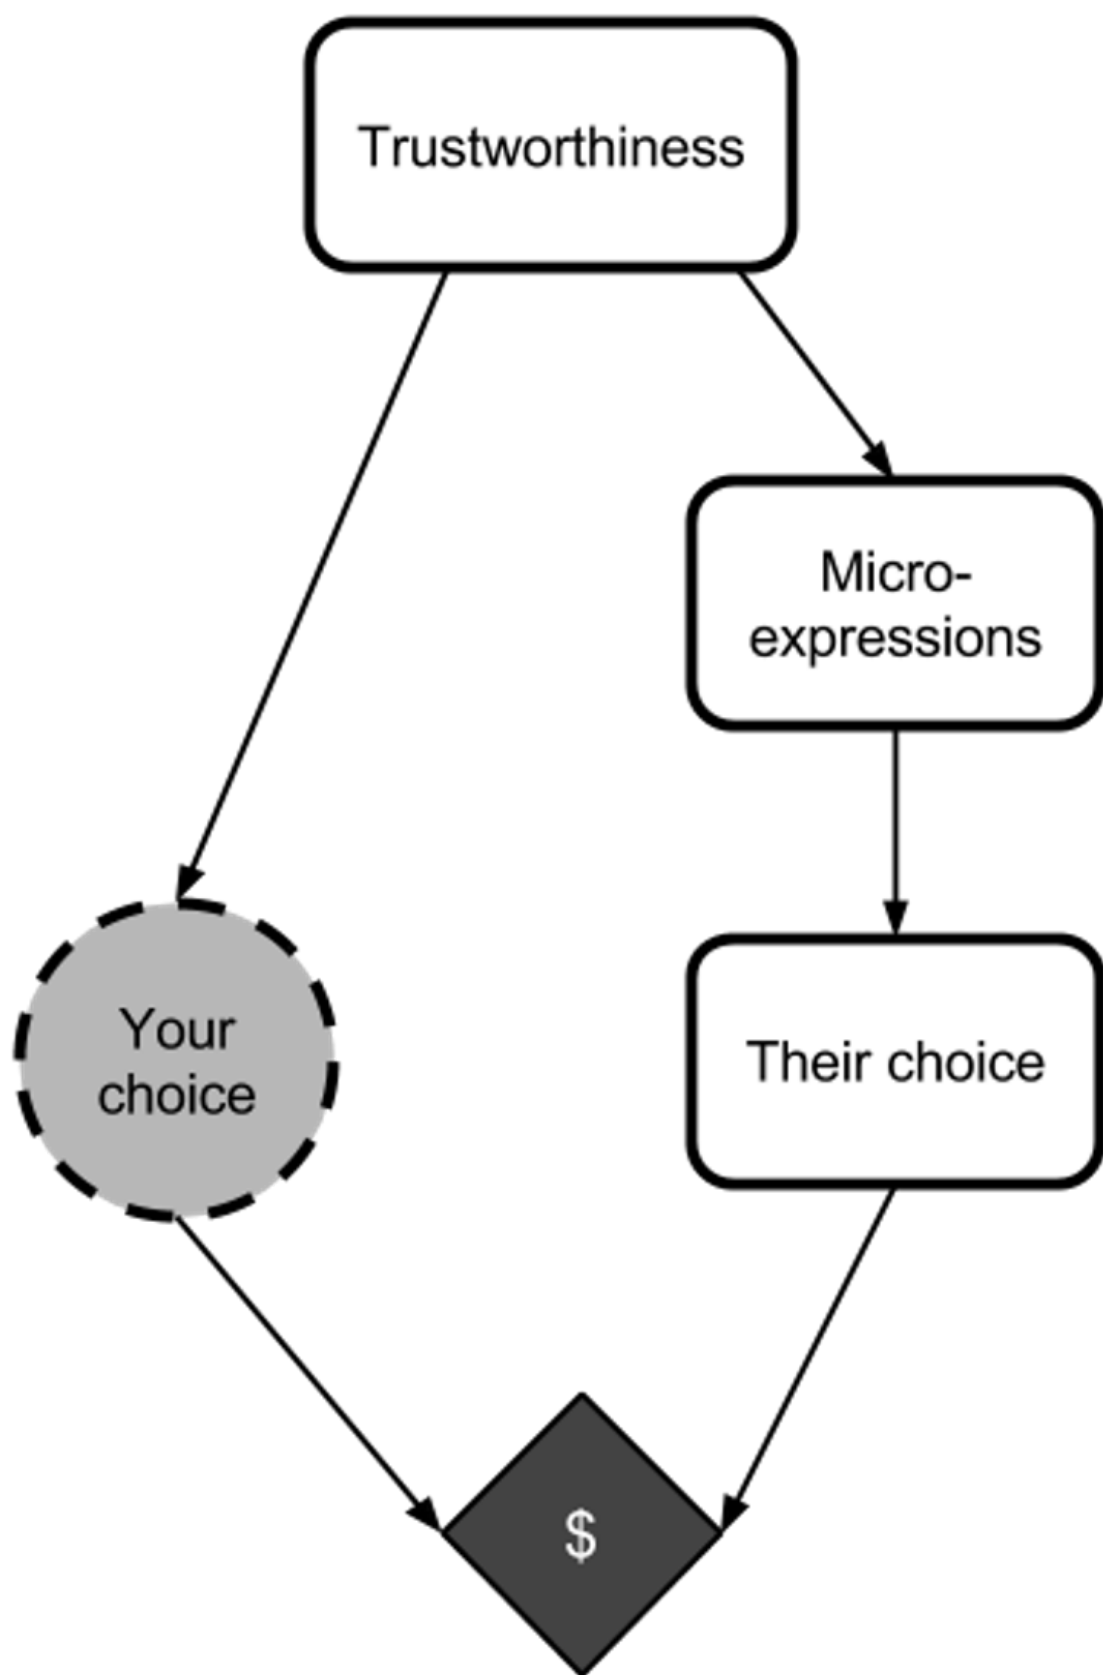 Trustworthiness
Micro-
expressions
Your
choice
Their choice
$